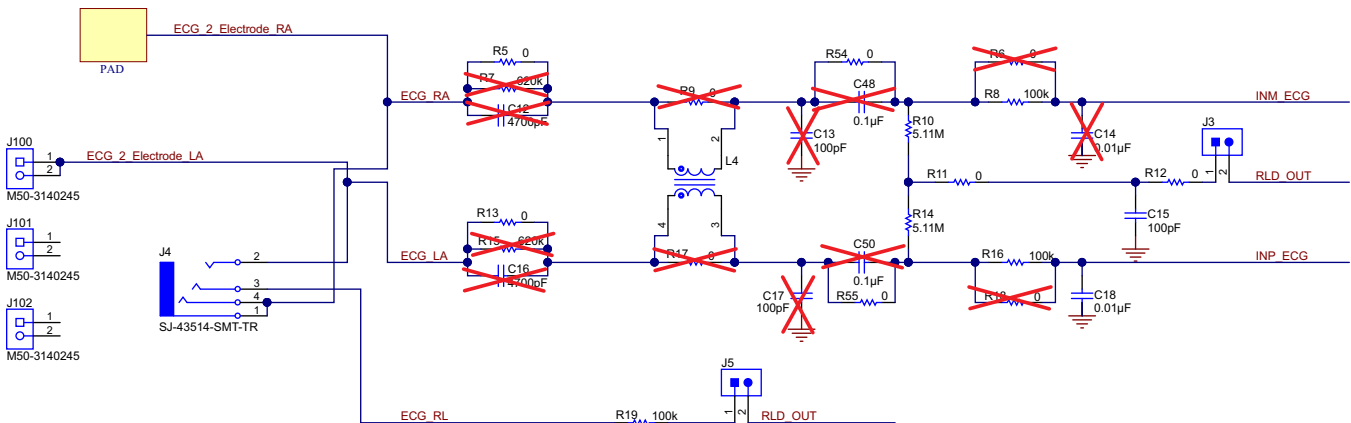 ECG_2_Electrode_RA
PAD
R5 0
R7 620k
C12
4700pF
ECG_RA
R9 0
R54 0
C48
0.1µF
R6 0
R8 100k
INM_ECG
C13
100pF
R10
5.11M
C14
0.01µF
J3
1 2
J100
1
2
M50-3140245
ECG_2_Electrode_LA
1 2
L4
4 3
R11 0
R12 0
RLD_OUT
C15
100pF
R13 0
R15 620k
C16
4700pF
ECG_LA
R17 0
R14
5.11M
C50
0.1µF
R55 0
R16 100k
R18 0
INP_ECG
C17
100pF
C18
0.01µF
J101
1
2
M50-3140245
J4
2
3
4
1
SJ-43514-SMT-TR
J102
1
2
M50-3140245
J5
1 2
ECG_RL
R19 100k
RLD_OUT